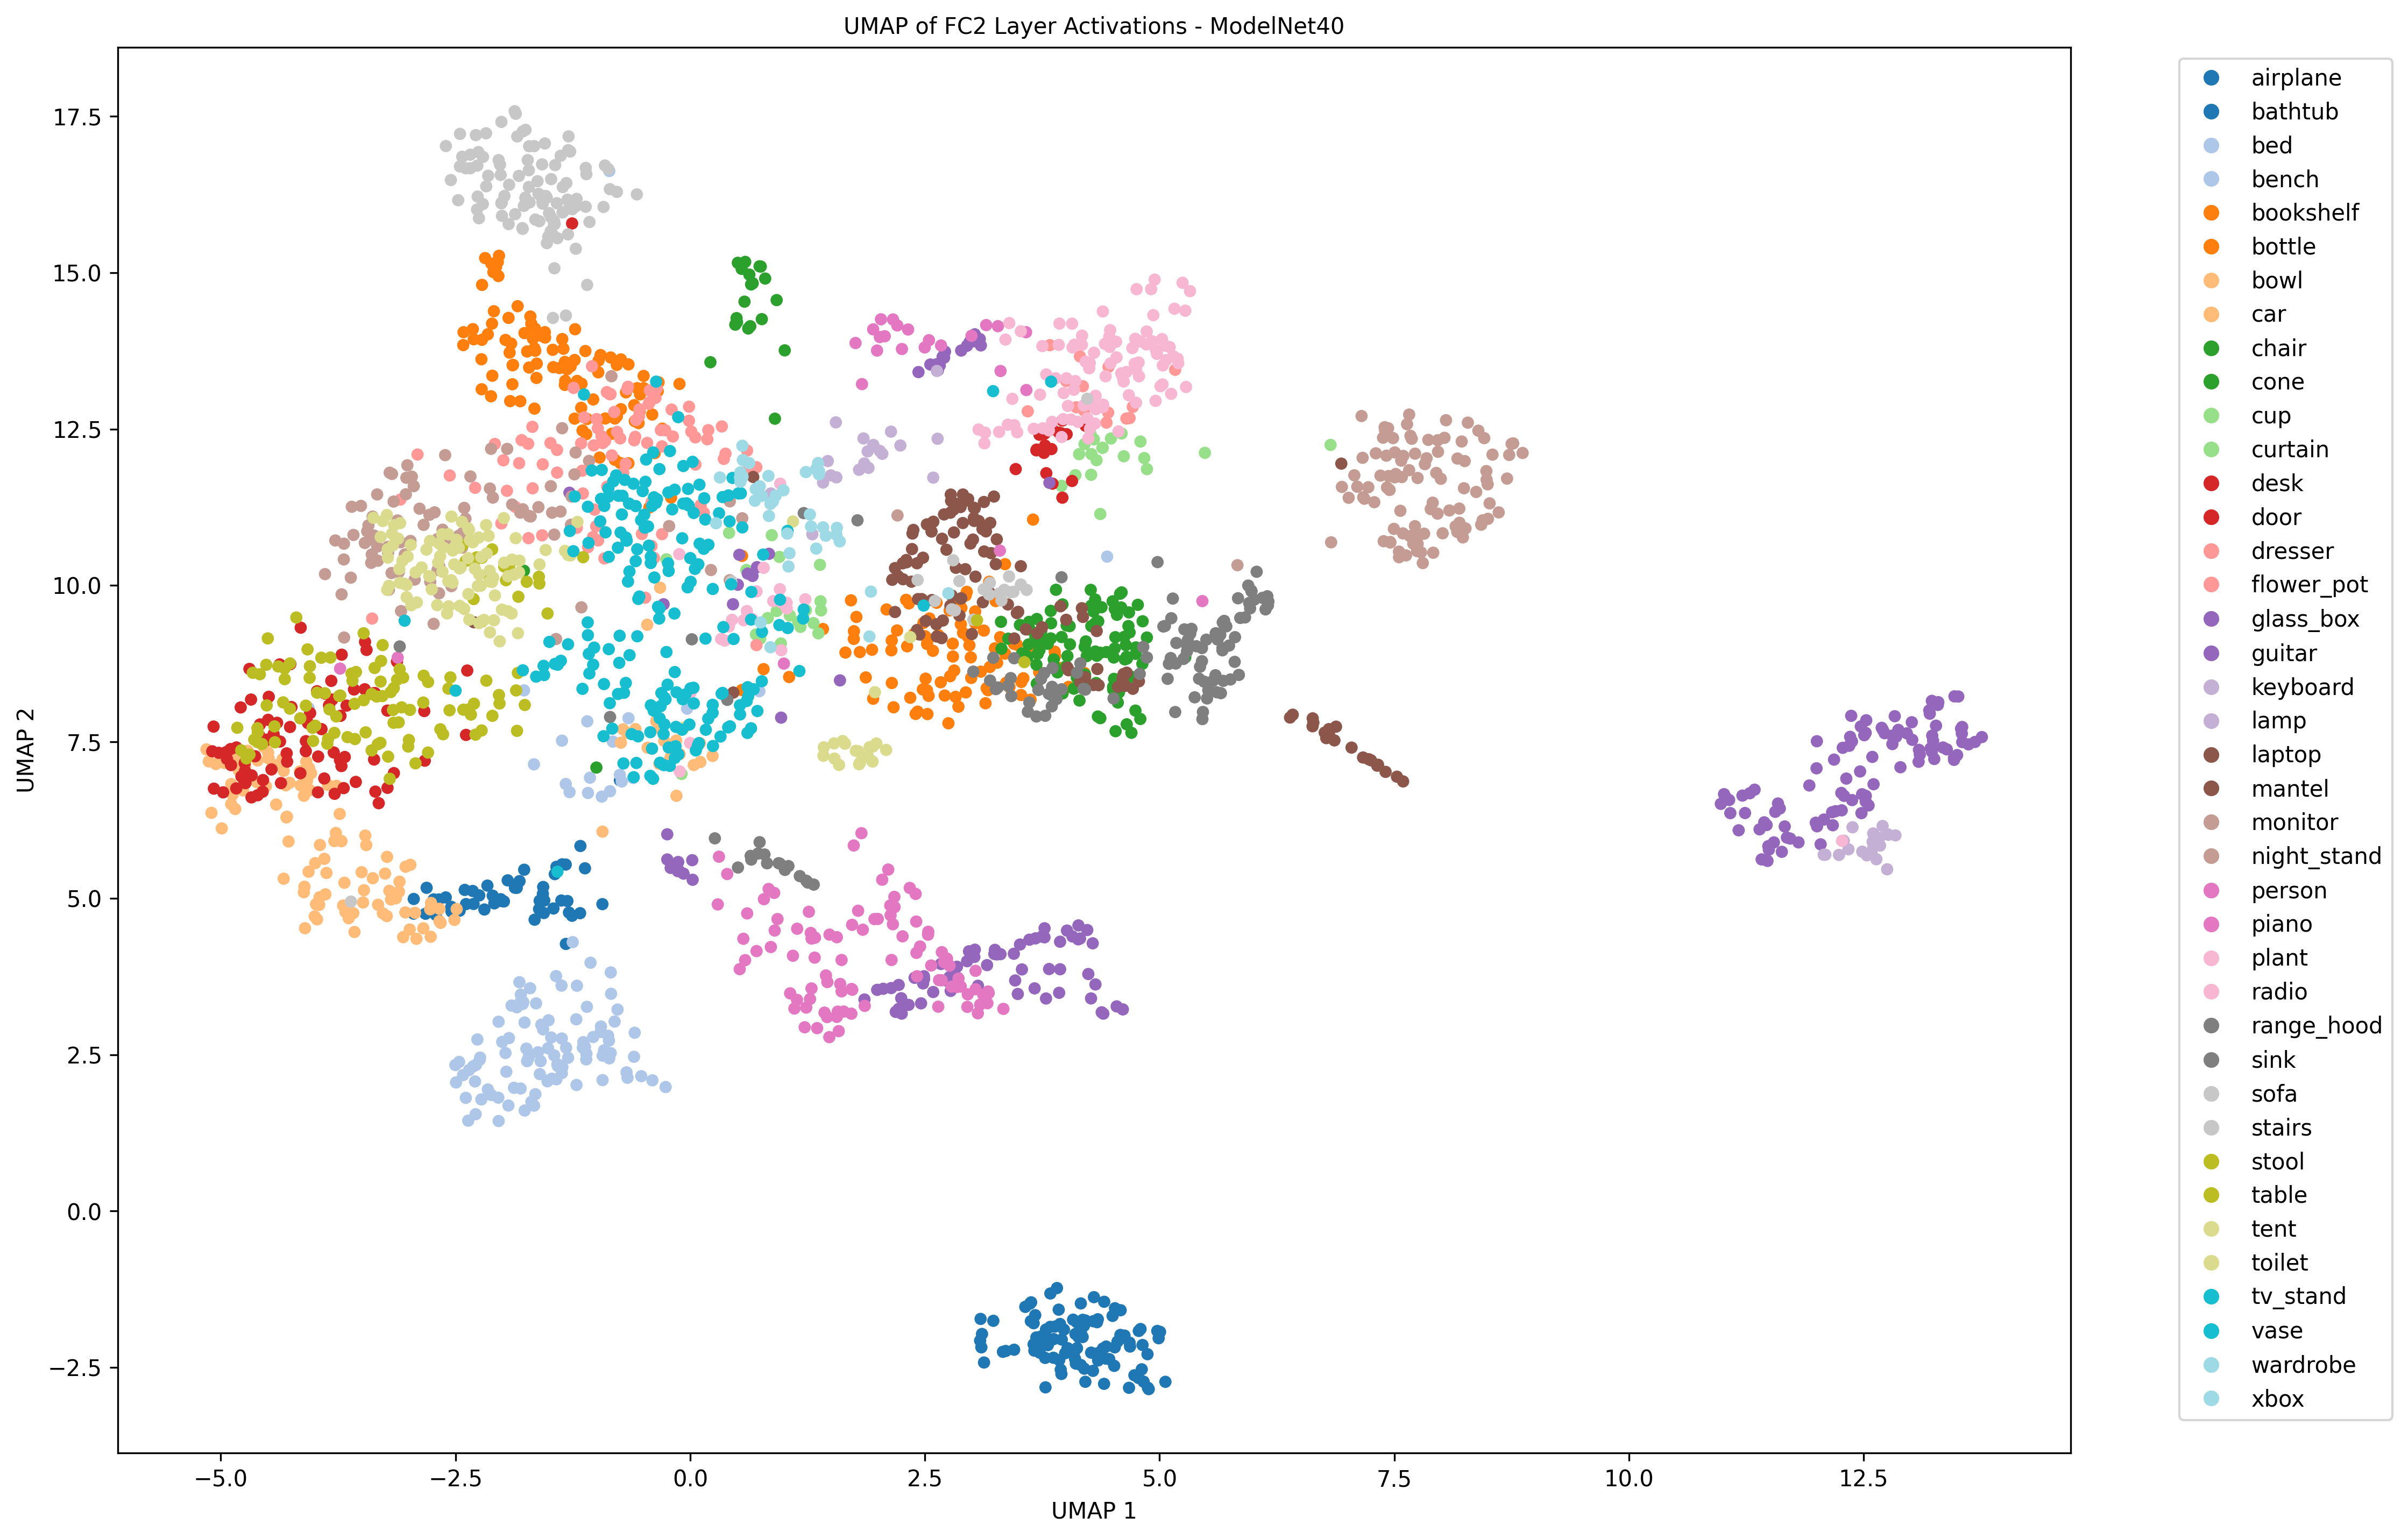 UMAP of FC2 Layer Activations - ModelNet40
17.5
15.0
12.5
10.0
7.5
5.0
2.5
0.0
−2.5
UMAP 2
−5.0
−2.5
0.0
2.5
5.0
7.5
10.0
12.5
UMAP 1
airplane
bathtub
bed
bench
bookshelf
bottle
bowl
car
chair
cone
cup
curtain
desk
door
dresser
flower_pot
glass_box
guitar
keyboard
lamp
laptop
mantel
monitor
night_stand
person
piano
plant
radio
range_hood
sink
sofa
stairs
stool
table
tent
toilet
tv_stand
vase
wardrobe
xbox